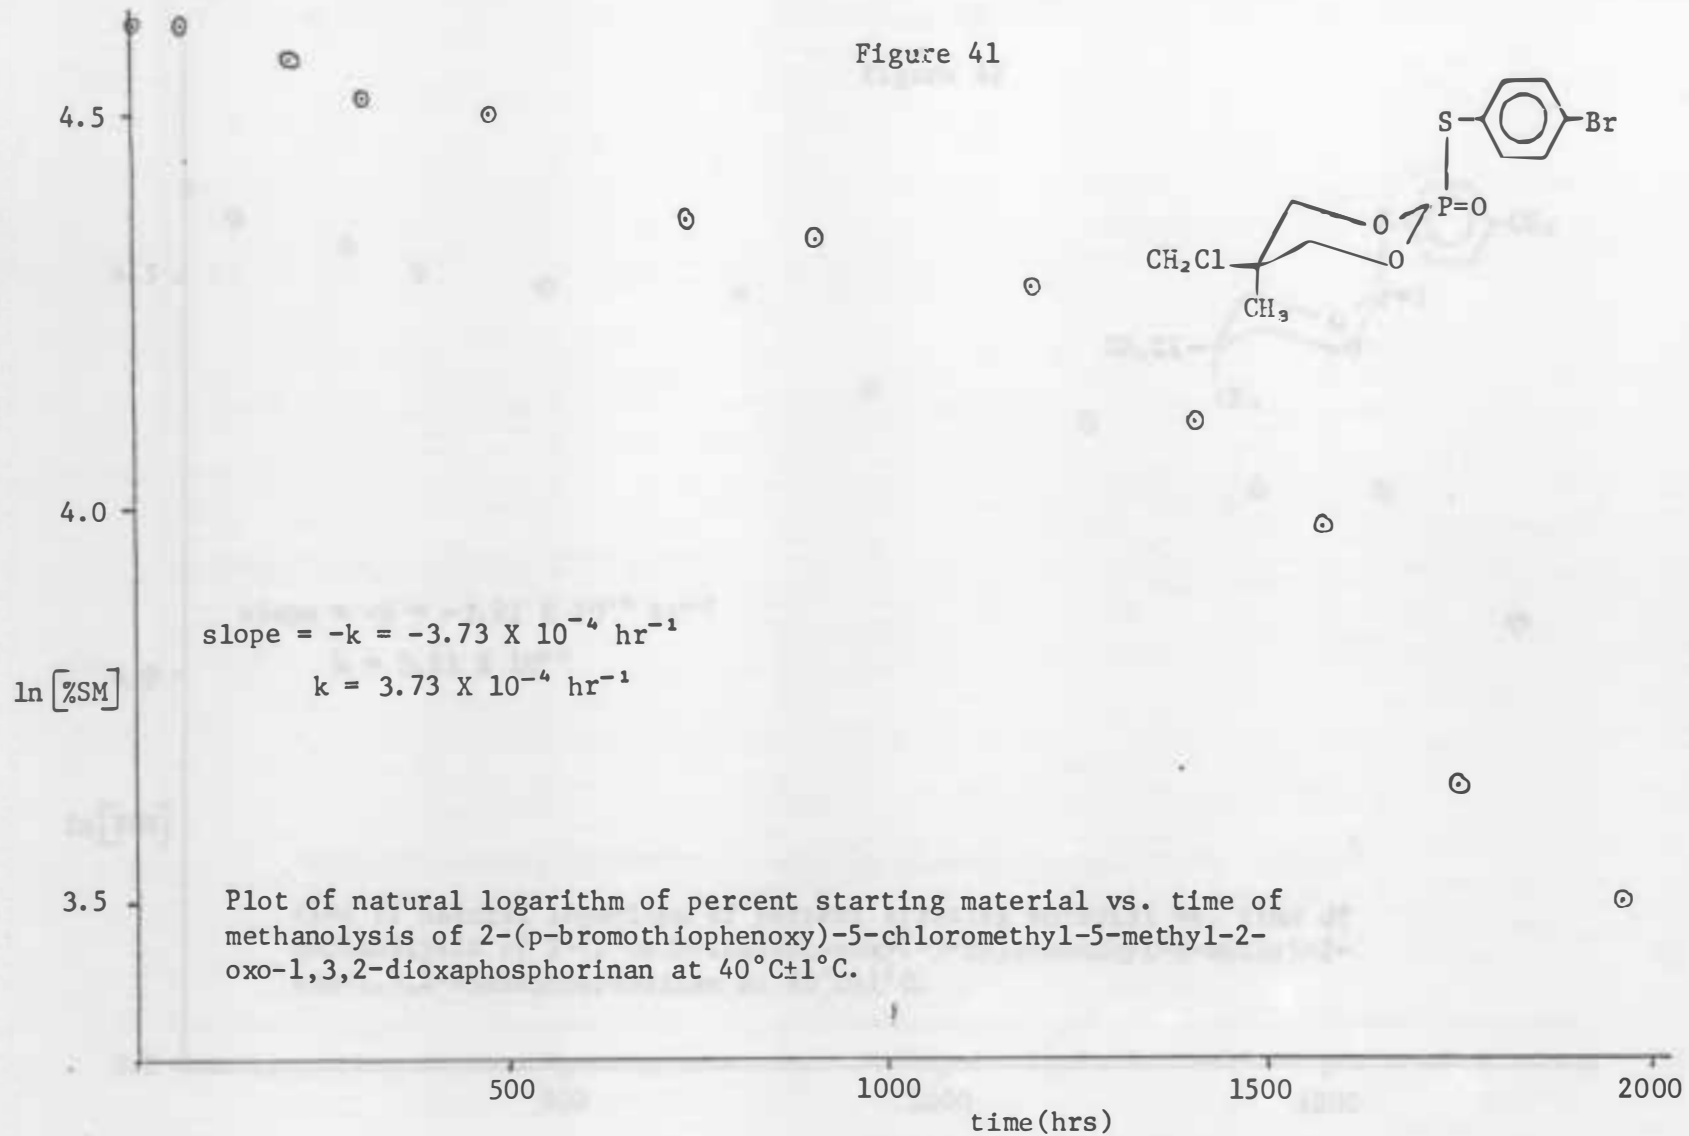 Figure 41
4.5
4.0
3.5
ln[%SM]
S
Br
P=O
O
O
CH₂Cl
CH₃
slope = -k = -3.73 X 10⁻⁴ hr⁻¹
k = 3.73 X 10⁻⁴ hr⁻¹
Plot of natural logarithm of percent starting material vs. time of
methanolysis of 2-(p-bromothiophenoxy)-5-chloromethyl-5-methyl-2-
oxo-1,3,2-dioxaphosphorinan at 40°C±1°C.
500
1000
1500
2000
time(hrs)